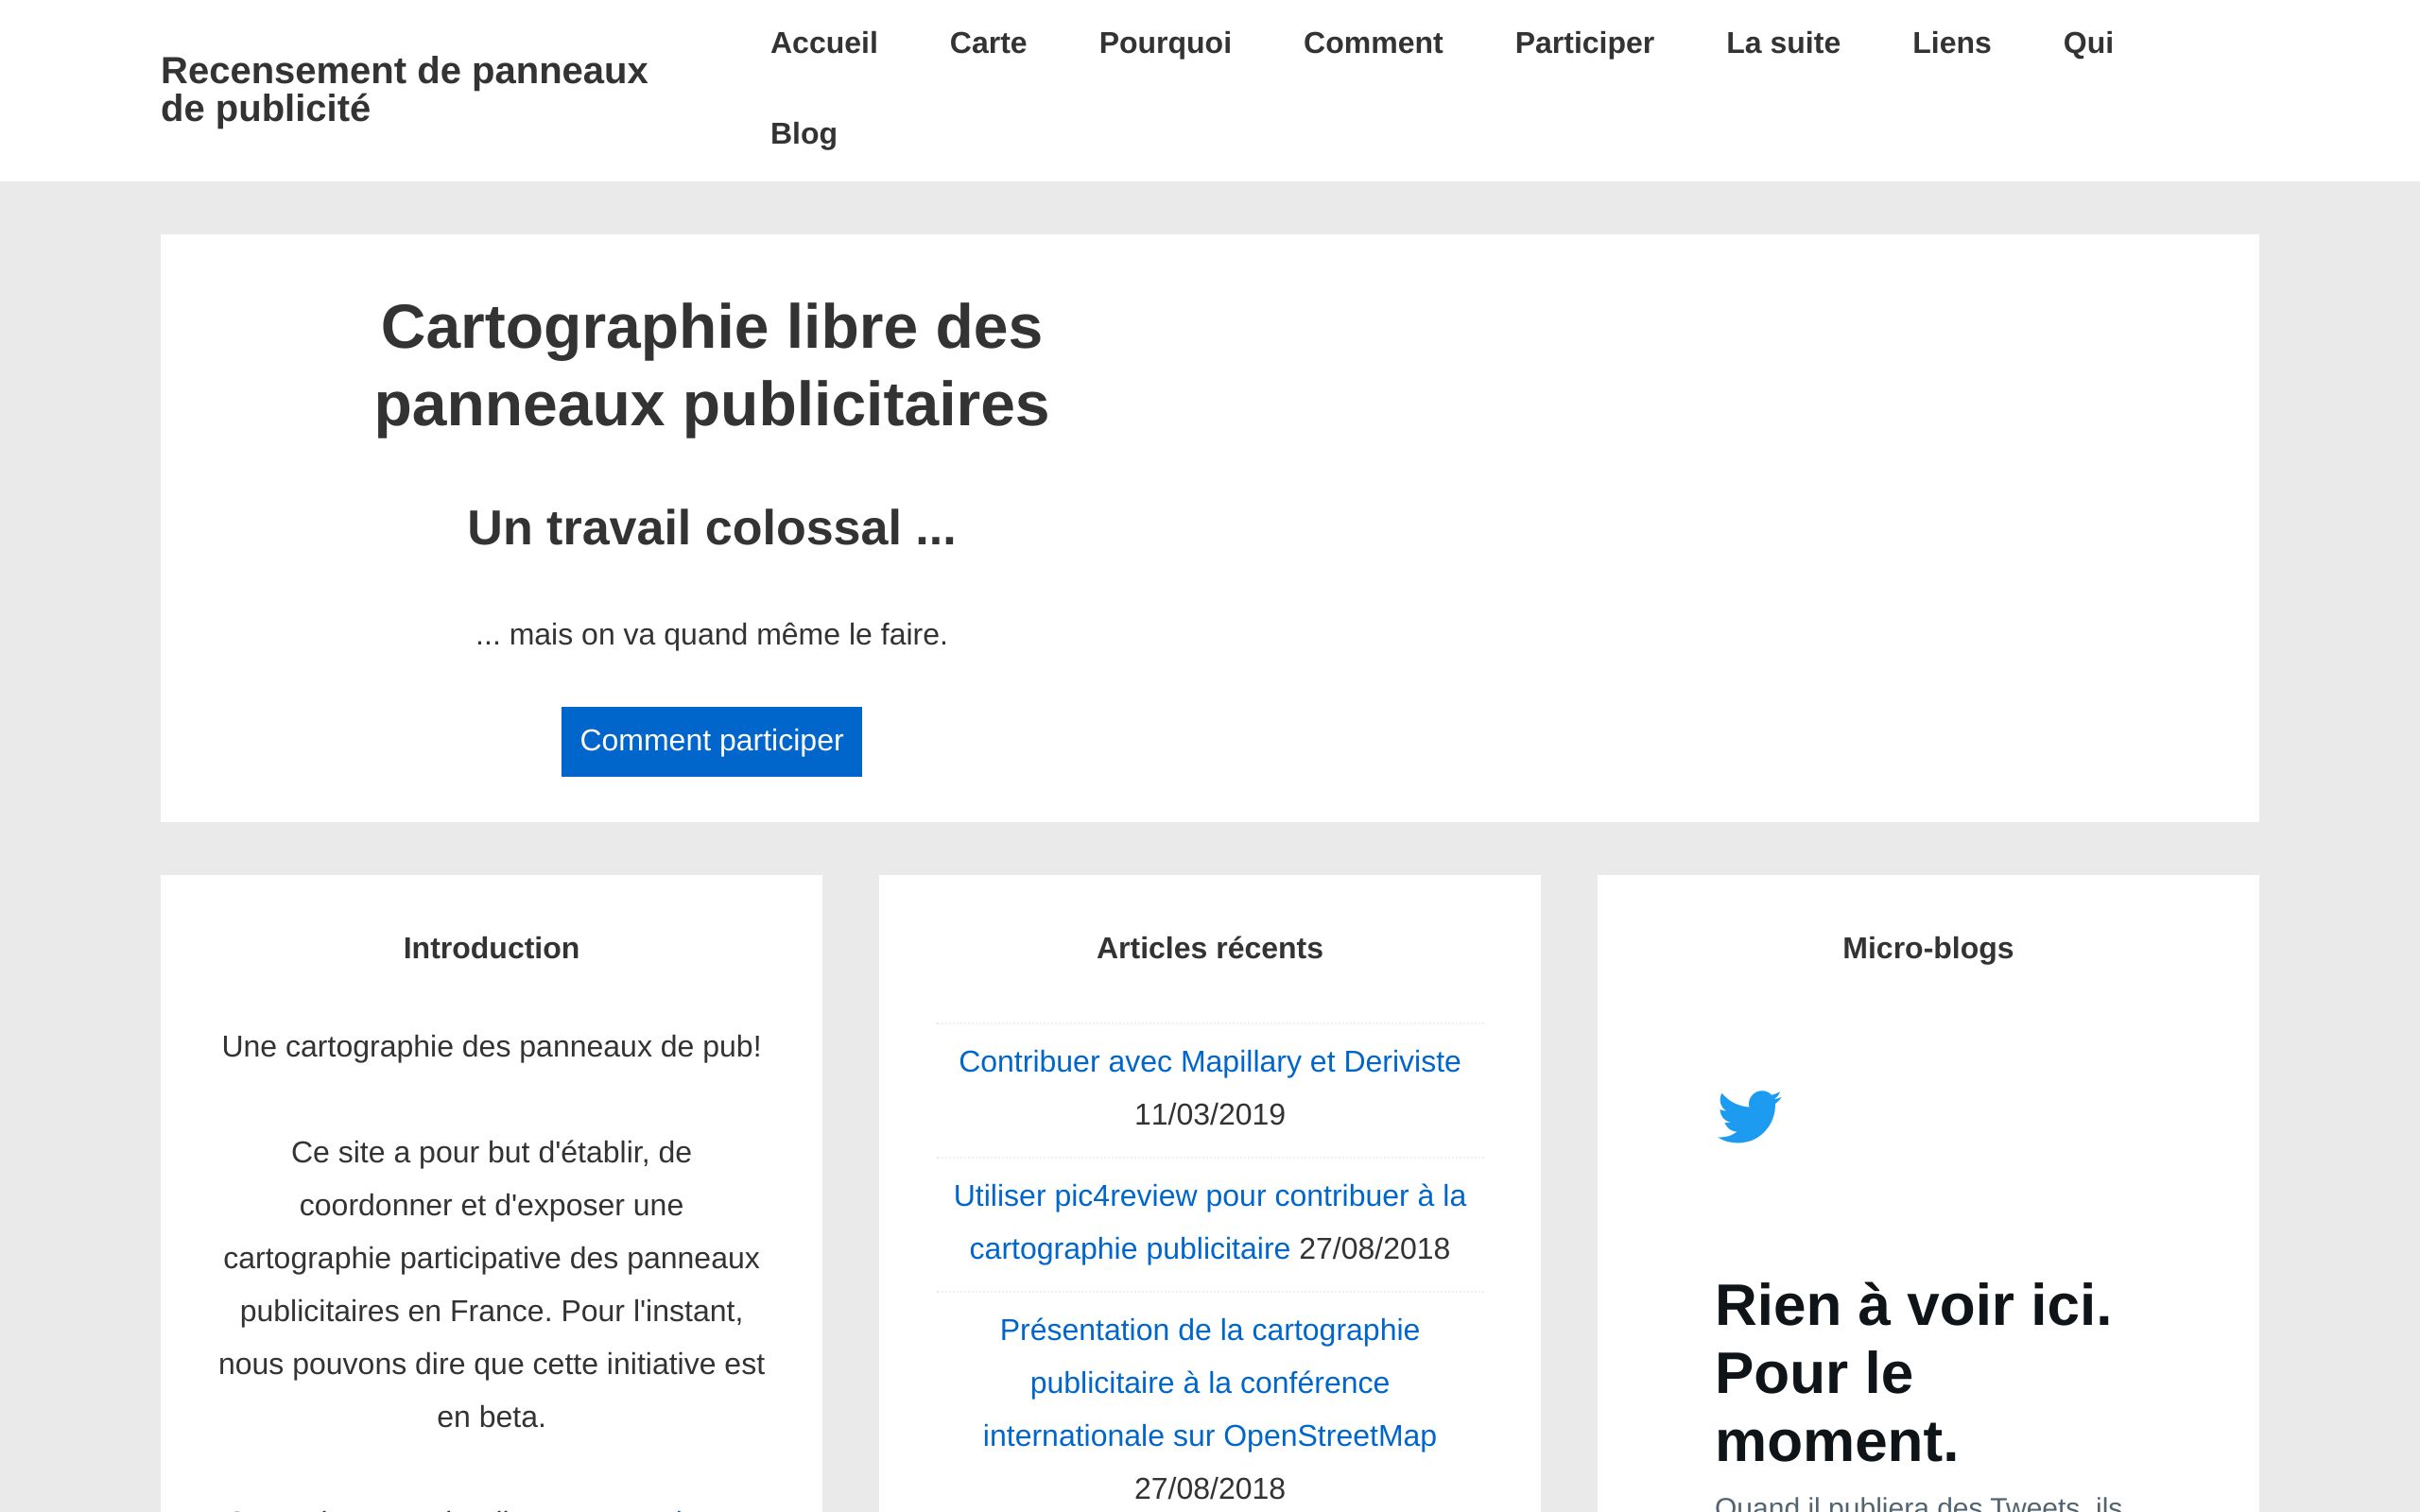 Recensement de panneaux
de publicité
Accueil Carte Pourquoi Comment Participer La suite Liens Qui
Blog
Cartographie libre des
panneaux publicitaires
Un travail colossal ...
... mais on va quand même le faire.
Comment participer
Introduction
Une cartographie des panneaux de pub!
Ce site a pour but d'établir, de
coordonner et d'exposer une
cartographie participative des panneaux
publicitaires en France. Pour l'instant,
nous pouvons dire que cette initiative est
en beta.
Articles récents
Contribuer avec Mapillary et Deriviste
11/03/2019
Utiliser pic4review pour contribuer à la
cartographie publicitaire 27/08/2018
Présentation de la cartographie
publicitaire à la conférence
internationale sur OpenStreetMap
27/08/2018
Micro-blogs
Rien à voir ici.
Pour le
moment.
Quand il publiera des Tweets, ils